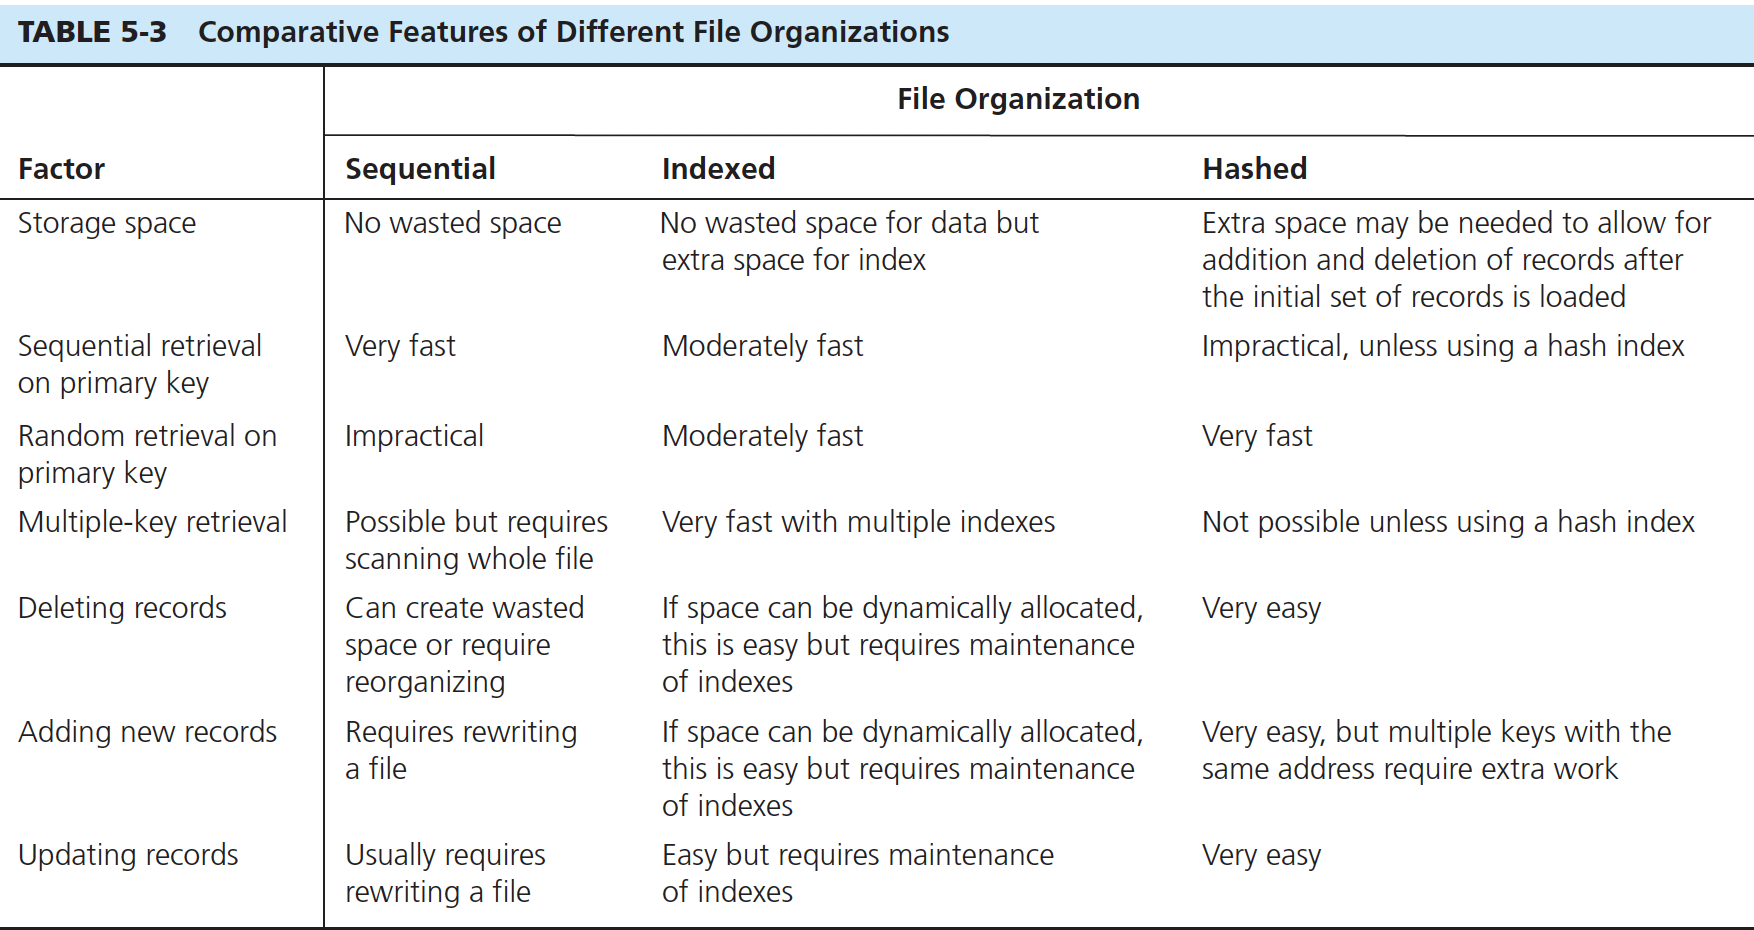 TABLE 5-3 Comparative Features of Different File Organizations
File Organization
Factor Sequential Indexed Hashed
Storage space No wasted space No wasted space for data but Extra space may be needed to allow for
extra space for index addition and deletion of records after
the initial set of records is loaded
Sequential retrieval Very fast Moderately fast Impractical, unless using a hash index
on primary key
Random retrieval on Impractical Moderately fast Very fast
primary key
Multiple-key retrieval Possible but requires Very fast with multiple indexes Not possible unless using a hash index
scanning whole file
Deleting records Can create wasted If space can be dynamically allocated, Very easy
space or require this is easy but requires maintenance
reorganizing of indexes
Adding new records Requires rewriting If space can be dynamically allocated, Very easy, but multiple keys with the
a file this is easy but requires maintenance same address require extra work
of indexes
Updating records Usually requires Easy but requires maintenance Very easy
rewriting a file of indexes